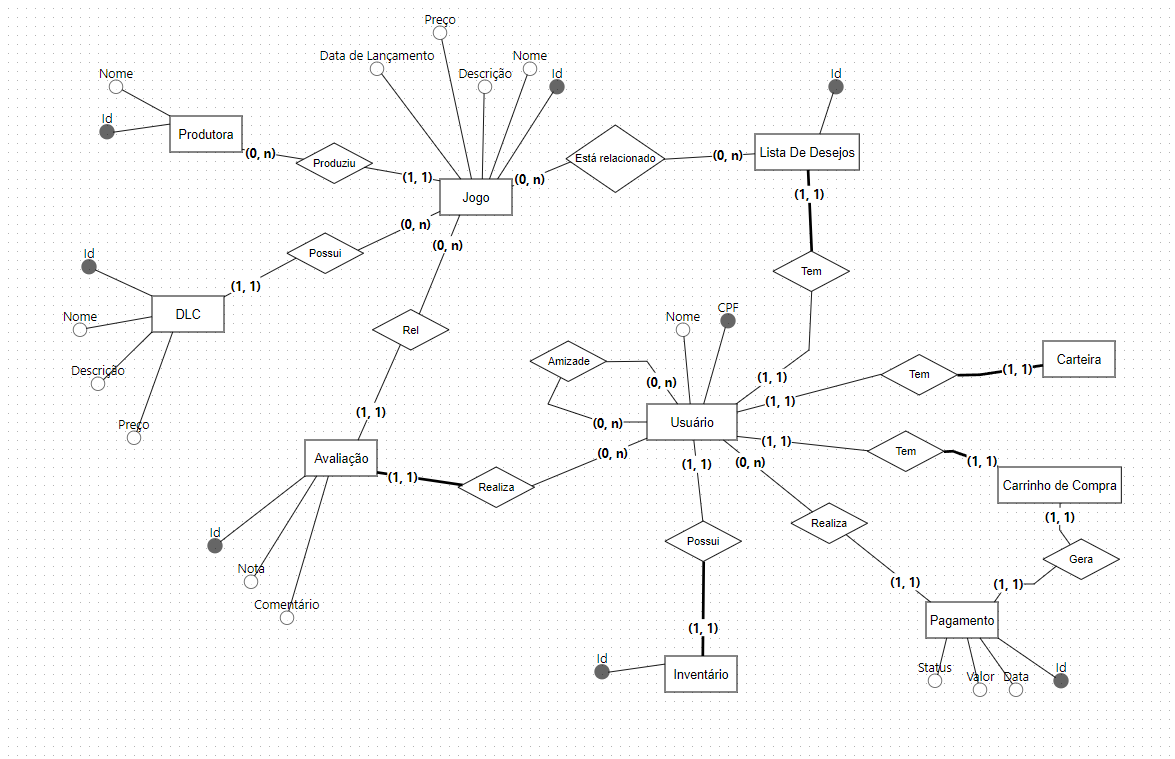 Preço
Data de Lançamento
Nome
Descrição
Id
Nome
Id
Id
Produtora
(0, n)
Produziu
(1, 1)
Jogo
(0, n)
Está relacionado
(0, n)
Lista De Desejos
(1, 1)
Tem
(1, 1)
(0, n)
Possui
(1, 1)
(0, n)
Rel
(1, 1)
Id
Nome
Descrição
Preço
DLC
Nome
CPF
Amizade
(0, n)
(0, n)
Usuário
(1, 1)
Tem
(1, 1)
Carteira
(1, 1)
Tem
(1, 1)
Carrinho de Compra
(1, 1)
Gera
(1, 1)
Avaliação
(1, 1)
Realiza
(0, n)
Id
Nota
Comentário
(1, 1)
Possui
(1, 1)
Id
Inventário
(0, n)
Realiza
(1, 1)
Pagamento
Status
Valor
Data
Id